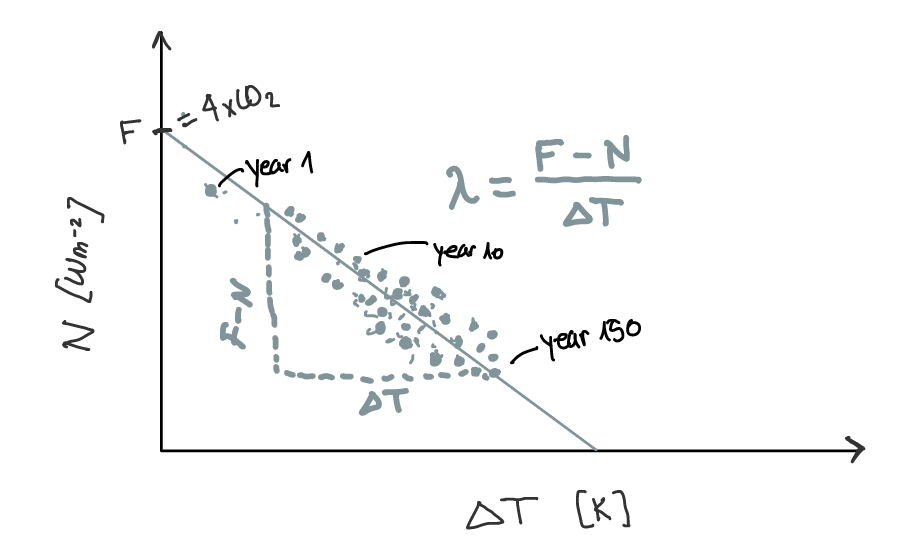 F = 4xCO₂
year 1
λ = F-N / ΔT
year 10
N [Wm⁻²]
F-N
year 150
ΔT
ΔT [K]